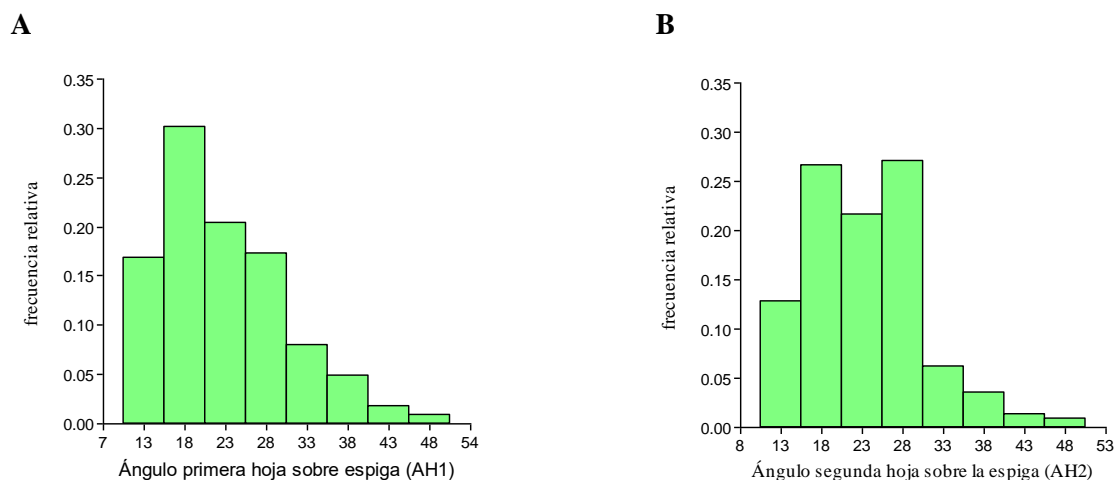 A
B
0.35
0.30
0.25
0.20
0.15
0.10
0.05
0.00
frecuencia relativa
7 13 18 23 28 33 38 43 48 54
Ángulo primera hoja sobre espiga (AH1)
0.35
0.30
0.25
0.20
0.15
0.10
0.05
0.00
frecuencia relativa
8 13 18 23 28 33 38 43 48 53
Ángulo segunda hoja sobre la espiga (AH2)